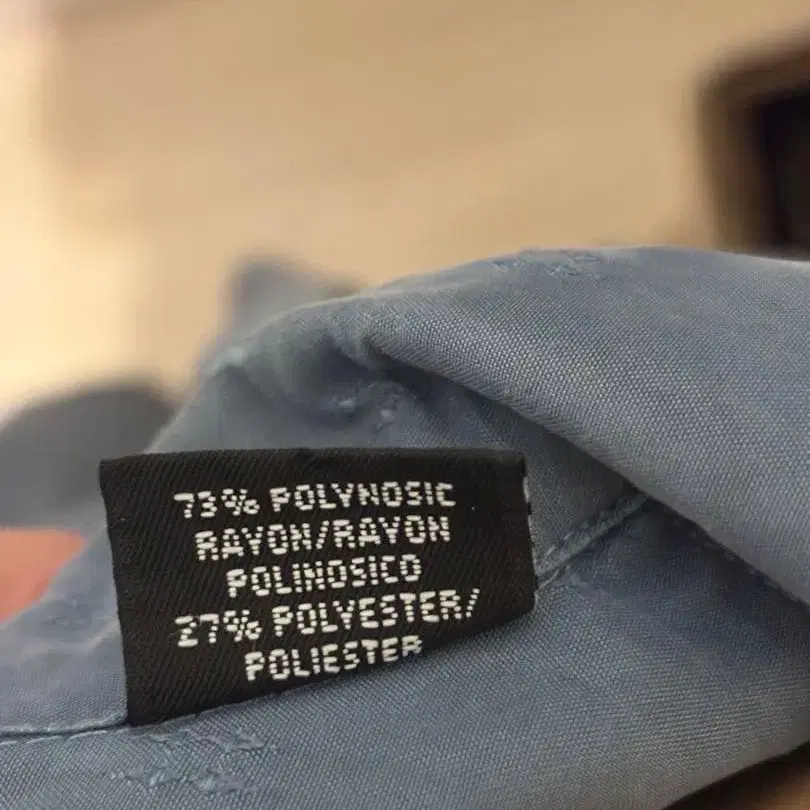 73% POLYNOSIC
RAYON/RAYON
POLINOSICO
27% POLYESTER/
POLIESTER